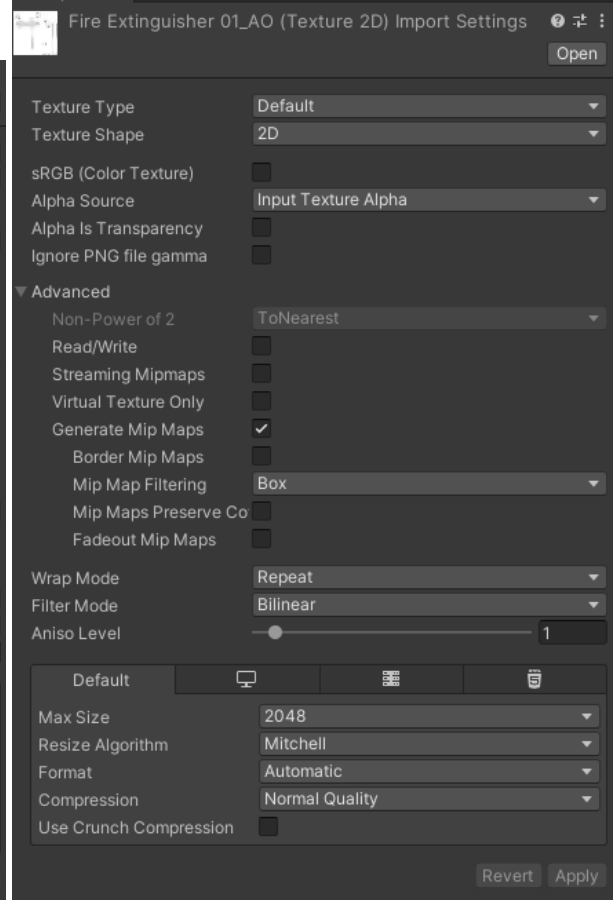 Fire Extinguisher 01_AO (Texture 2D) Import Settings
Open
Texture Type Default
Texture Shape 2D
sRGB (Color Texture)
Alpha Source Input Texture Alpha
Alpha Is Transparency
Ignore PNG file gamma
Advanced
Non-Power of 2 ToNearest
Read/Write
Streaming Mipmaps
Virtual Texture Only
Generate Mip Maps
Border Mip Maps
Mip Map Filtering Box
Mip Maps Preserve Co
Fadeout Mip Maps
Wrap Mode Repeat
Filter Mode Bilinear
Aniso Level 1
Default
Max Size 2048
Resize Algorithm Mitchell
Format Automatic
Compression Normal Quality
Use Crunch Compression
Revert Apply